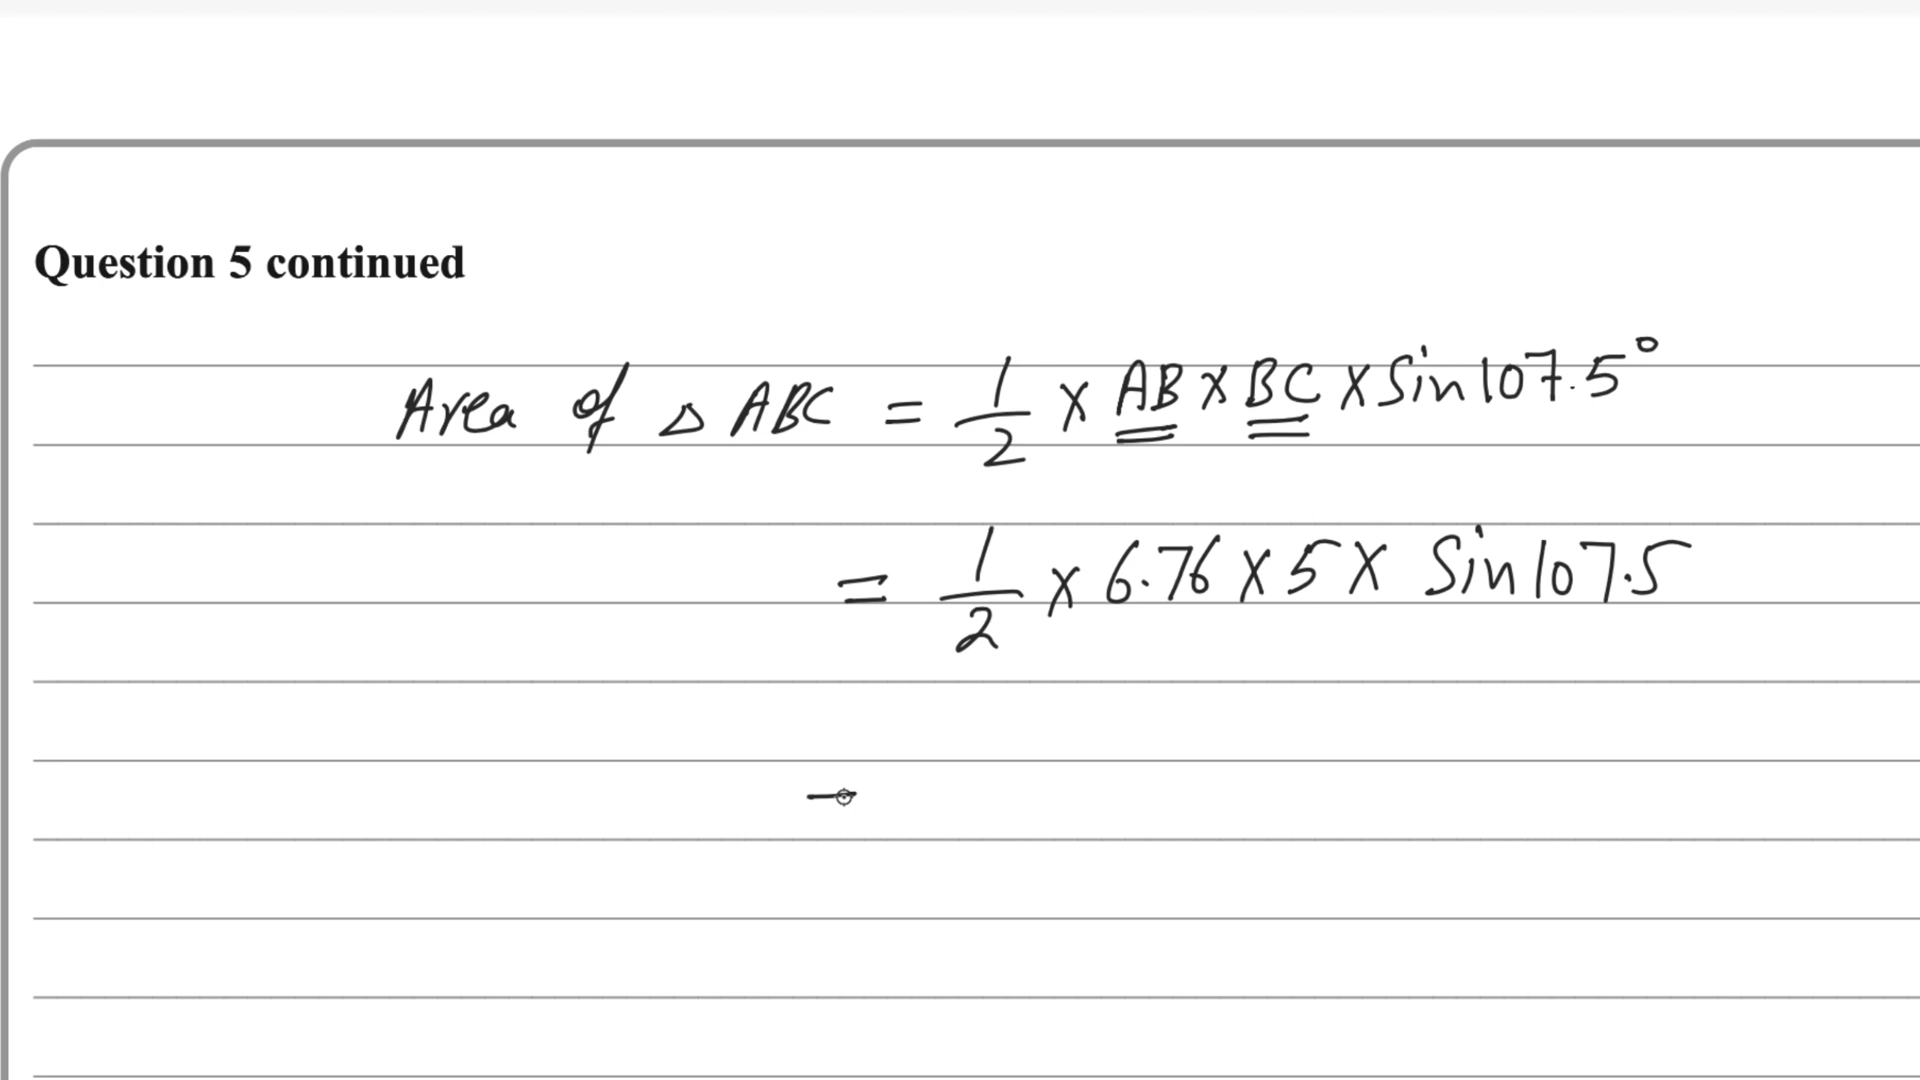 Question 5 continued
Area of △ ABC = 1/2 × AB × BC × Sin 107.5°
= 1/2 × 6.76 × 5 × Sin 107.5